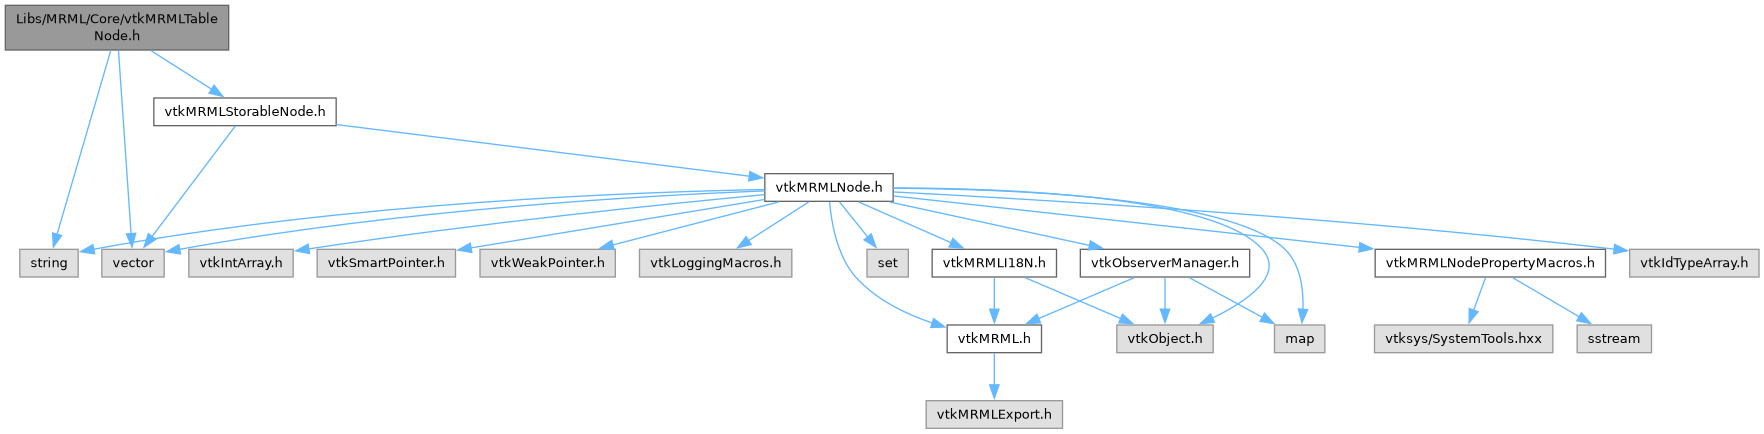 Libs/MRML/Core/vtkMRMLTable
Node.h
vtkMRMLStorableNode.h
vtkMRMLNode.h
string
vector
vtkIntArray.h
vtkSmartPointer.h
vtkWeakPointer.h
vtkLoggingMacros.h
set
vtkMRMLI18N.h
vtkObserverManager.h
vtkMRMLNodePropertyMacros.h
vtkIdTypeArray.h
vtkMRML.h
vtkObject.h
map
vtksys/SystemTools.hxx
sstream
vtkMRMLExport.h